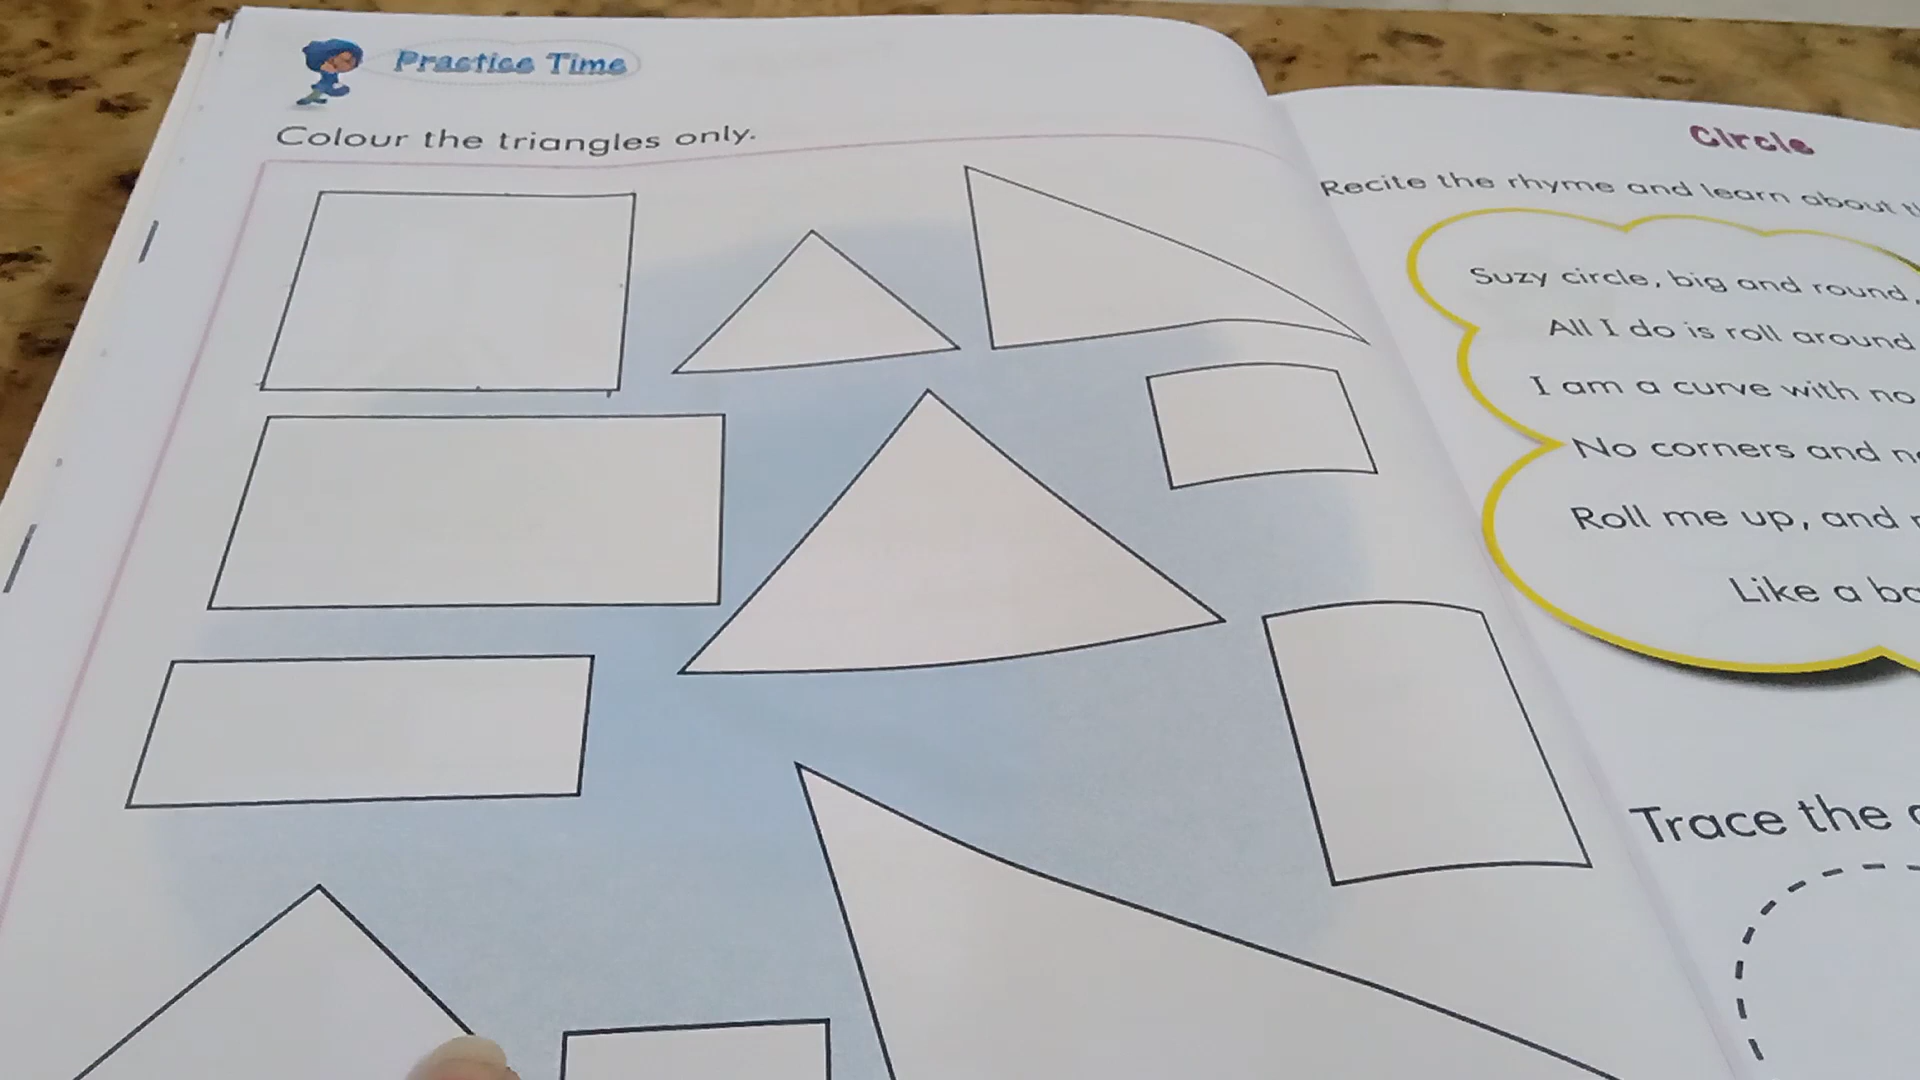 Practice Time
Colour the triangles only.
Circle
Recite the rhyme and learn about
Suzy circle, big and round,
All I do is roll around
I am a curve with no
No corners and
Roll me up, and
Like a
Trace the